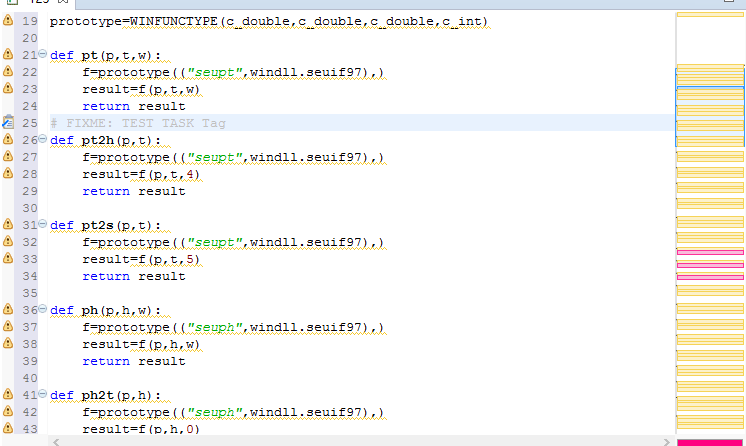 19 prototype=WINFUNCTYPE(c_double,c_double,c_double,c_int)
20
21 def pt(p,t,w):
22     f=prototype(("seupt",windll.seuif97),)
23     result=f(p,t,w)
24     return result
25 # FIXME: TEST TASK Tag
26 def pt2h(p,t):
27     f=prototype(("seupt",windll.seuif97),)
28     result=f(p,t,4)
29     return result
30
31 def pt2s(p,t):
32     f=prototype(("seupt",windll.seuif97),)
33     result=f(p,t,5)
34     return result
35
36 def ph(p,h,w):
37     f=prototype(("seuph",windll.seuif97),)
38     result=f(p,h,w)
39     return result
40
41 def ph2t(p,h):
42     f=prototype(("seuph",windll.seuif97),)
43     result=f(p,h,0)